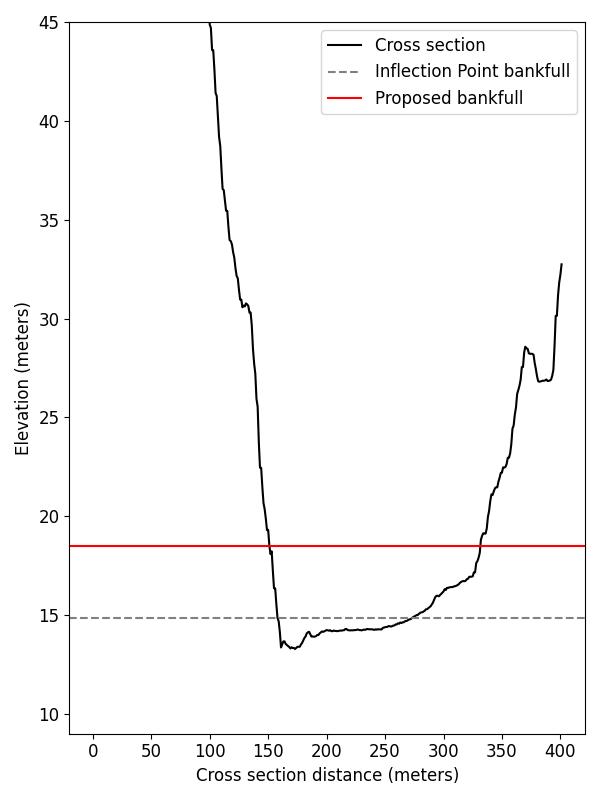 Cross section
Inflection Point bankfull
Proposed bankfull
45
40
35
30
25
20
15
10
Elevation (meters)
0 50 100 150 200 250 300 350 400
Cross section distance (meters)